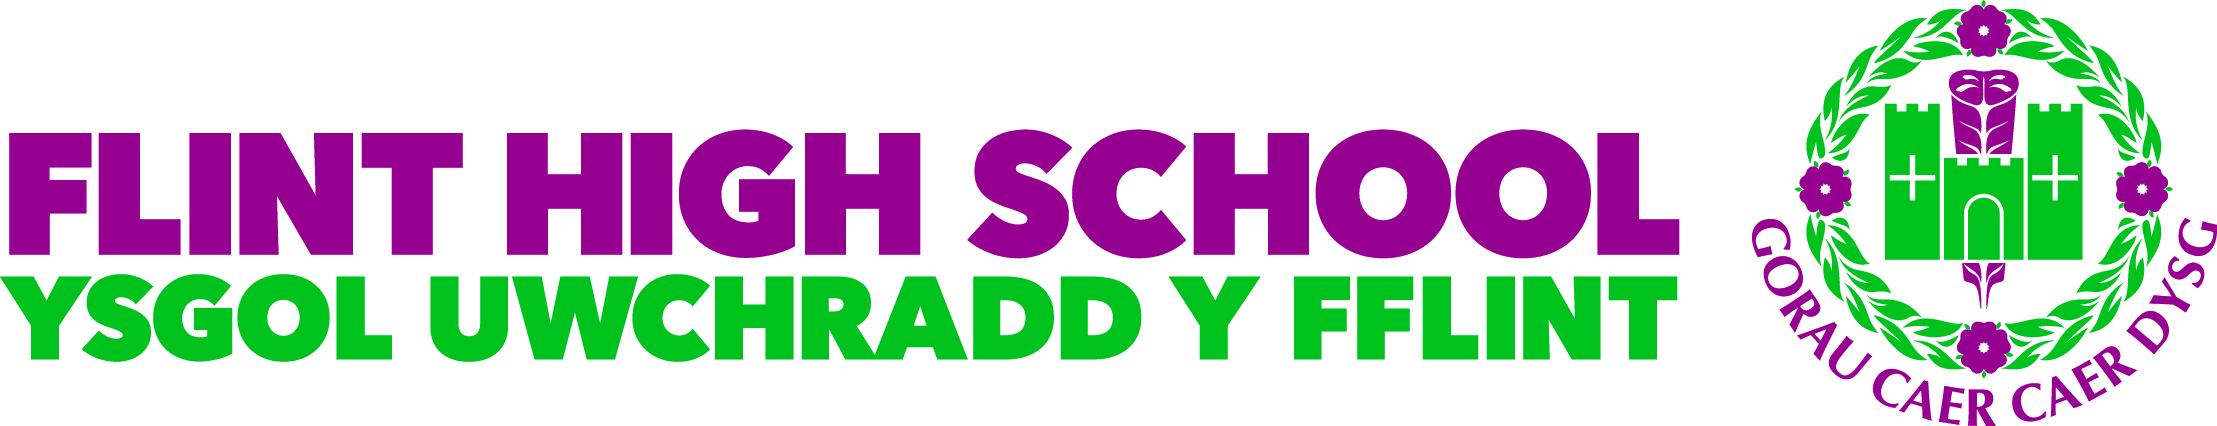 FLINT HIGH SCHOOL
YSGOL UWCHRADD Y FFLINT
GORAU CAER CAER DYSG